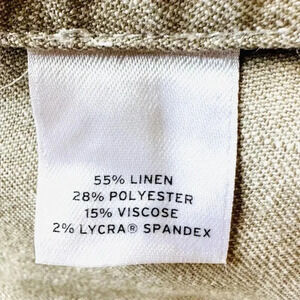 55% LINEN
28% POLYESTER
15% VISCOSE
2% LYCRA® SPANDEX